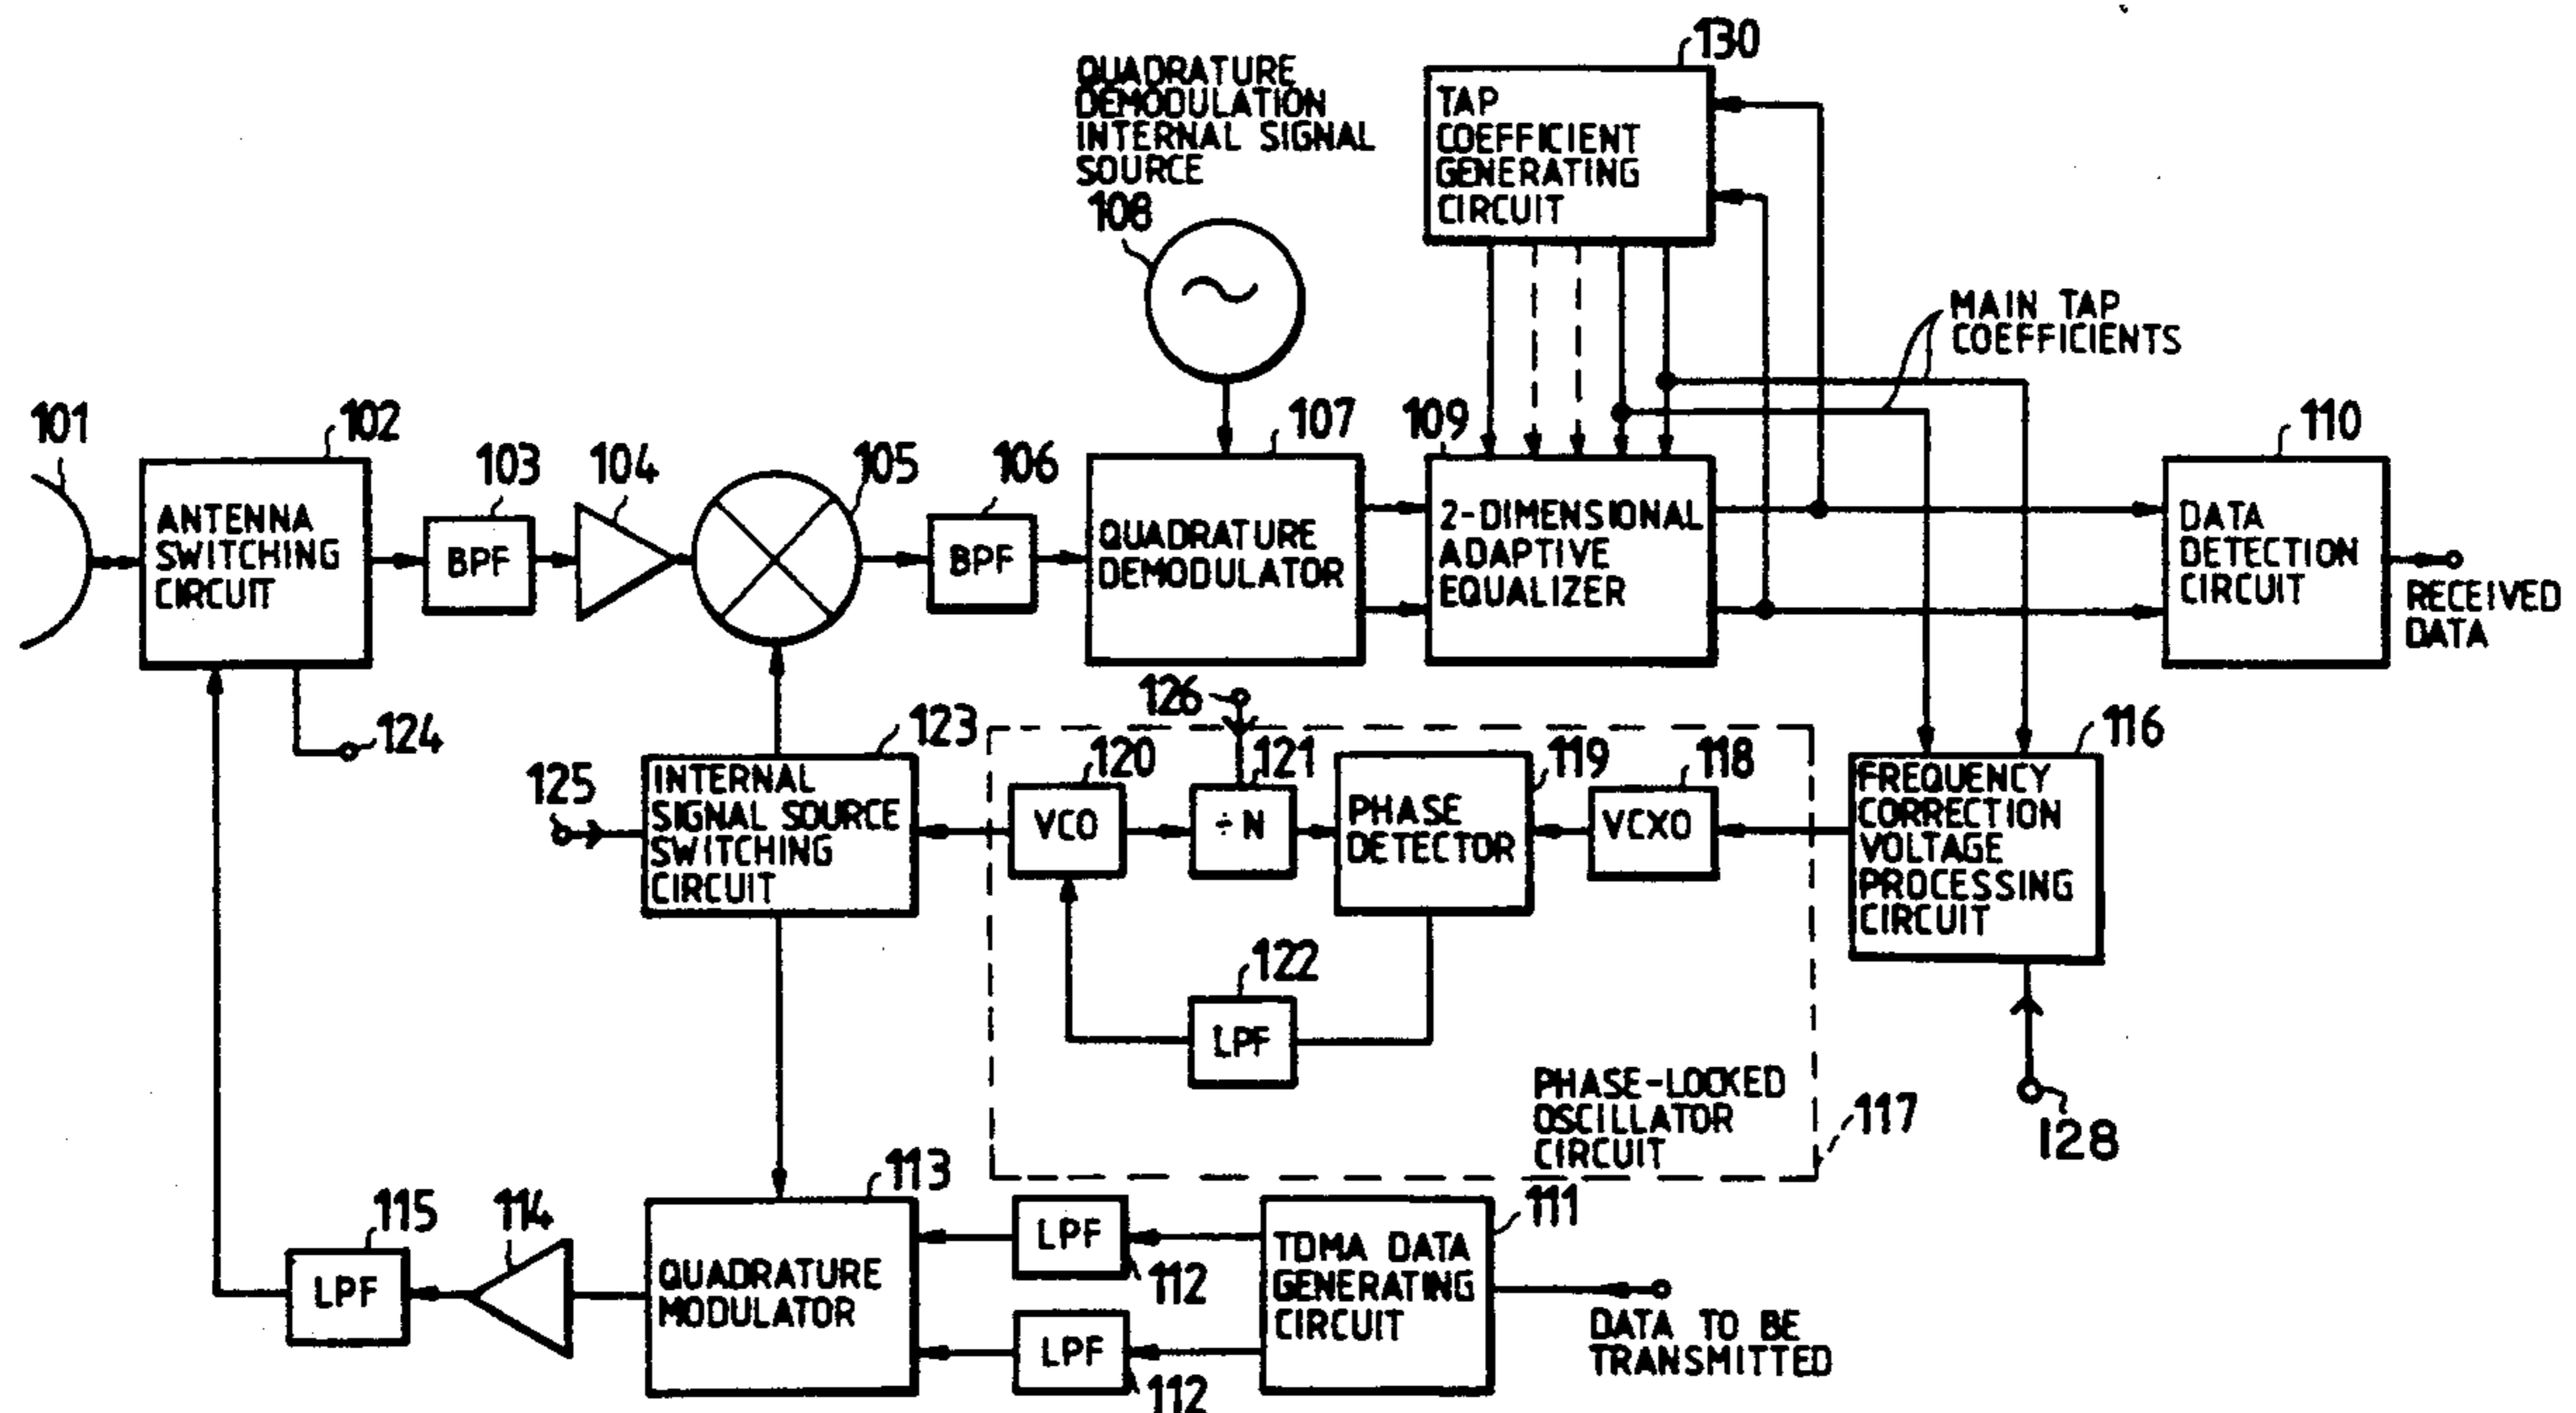 130
QUADRATURE
DEMODULATION
INTERNAL SIGNAL
SOURCE
108
TAP
COEFFICIENT
GENERATING
CIRCUIT
MAIN TAP
COEFFICIENTS
101
102
103
104
105
106
107
109
110
ANTENNA
SWITCHING
CIRCUIT
BPF
BPF
QUADRATURE
DEMODULATOR
2-DIMENSIONAL
ADAPTIVE
EQUALIZER
DATA
DETECTION
CIRCUIT
RECEIVED
DATA
124
123
125
126
120
121
119
118
116
INTERNAL
SIGNAL SOURCE
SWITCHING
CIRCUIT
VCO
÷N
PHASE
DETECTOR
VCXO
FREQUENCY
CORRECTION
VOLTAGE
PROCESSING
CIRCUIT
122
LPF
PHASE-LOCKED
OSCILLATOR
CIRCUIT
117
128
115
114
113
111
LPF
QUADRATURE
MODULATOR
LPF
112
LPF
112
TDMA DATA
GENERATING
CIRCUIT
DATA TO BE
TRANSMITTED